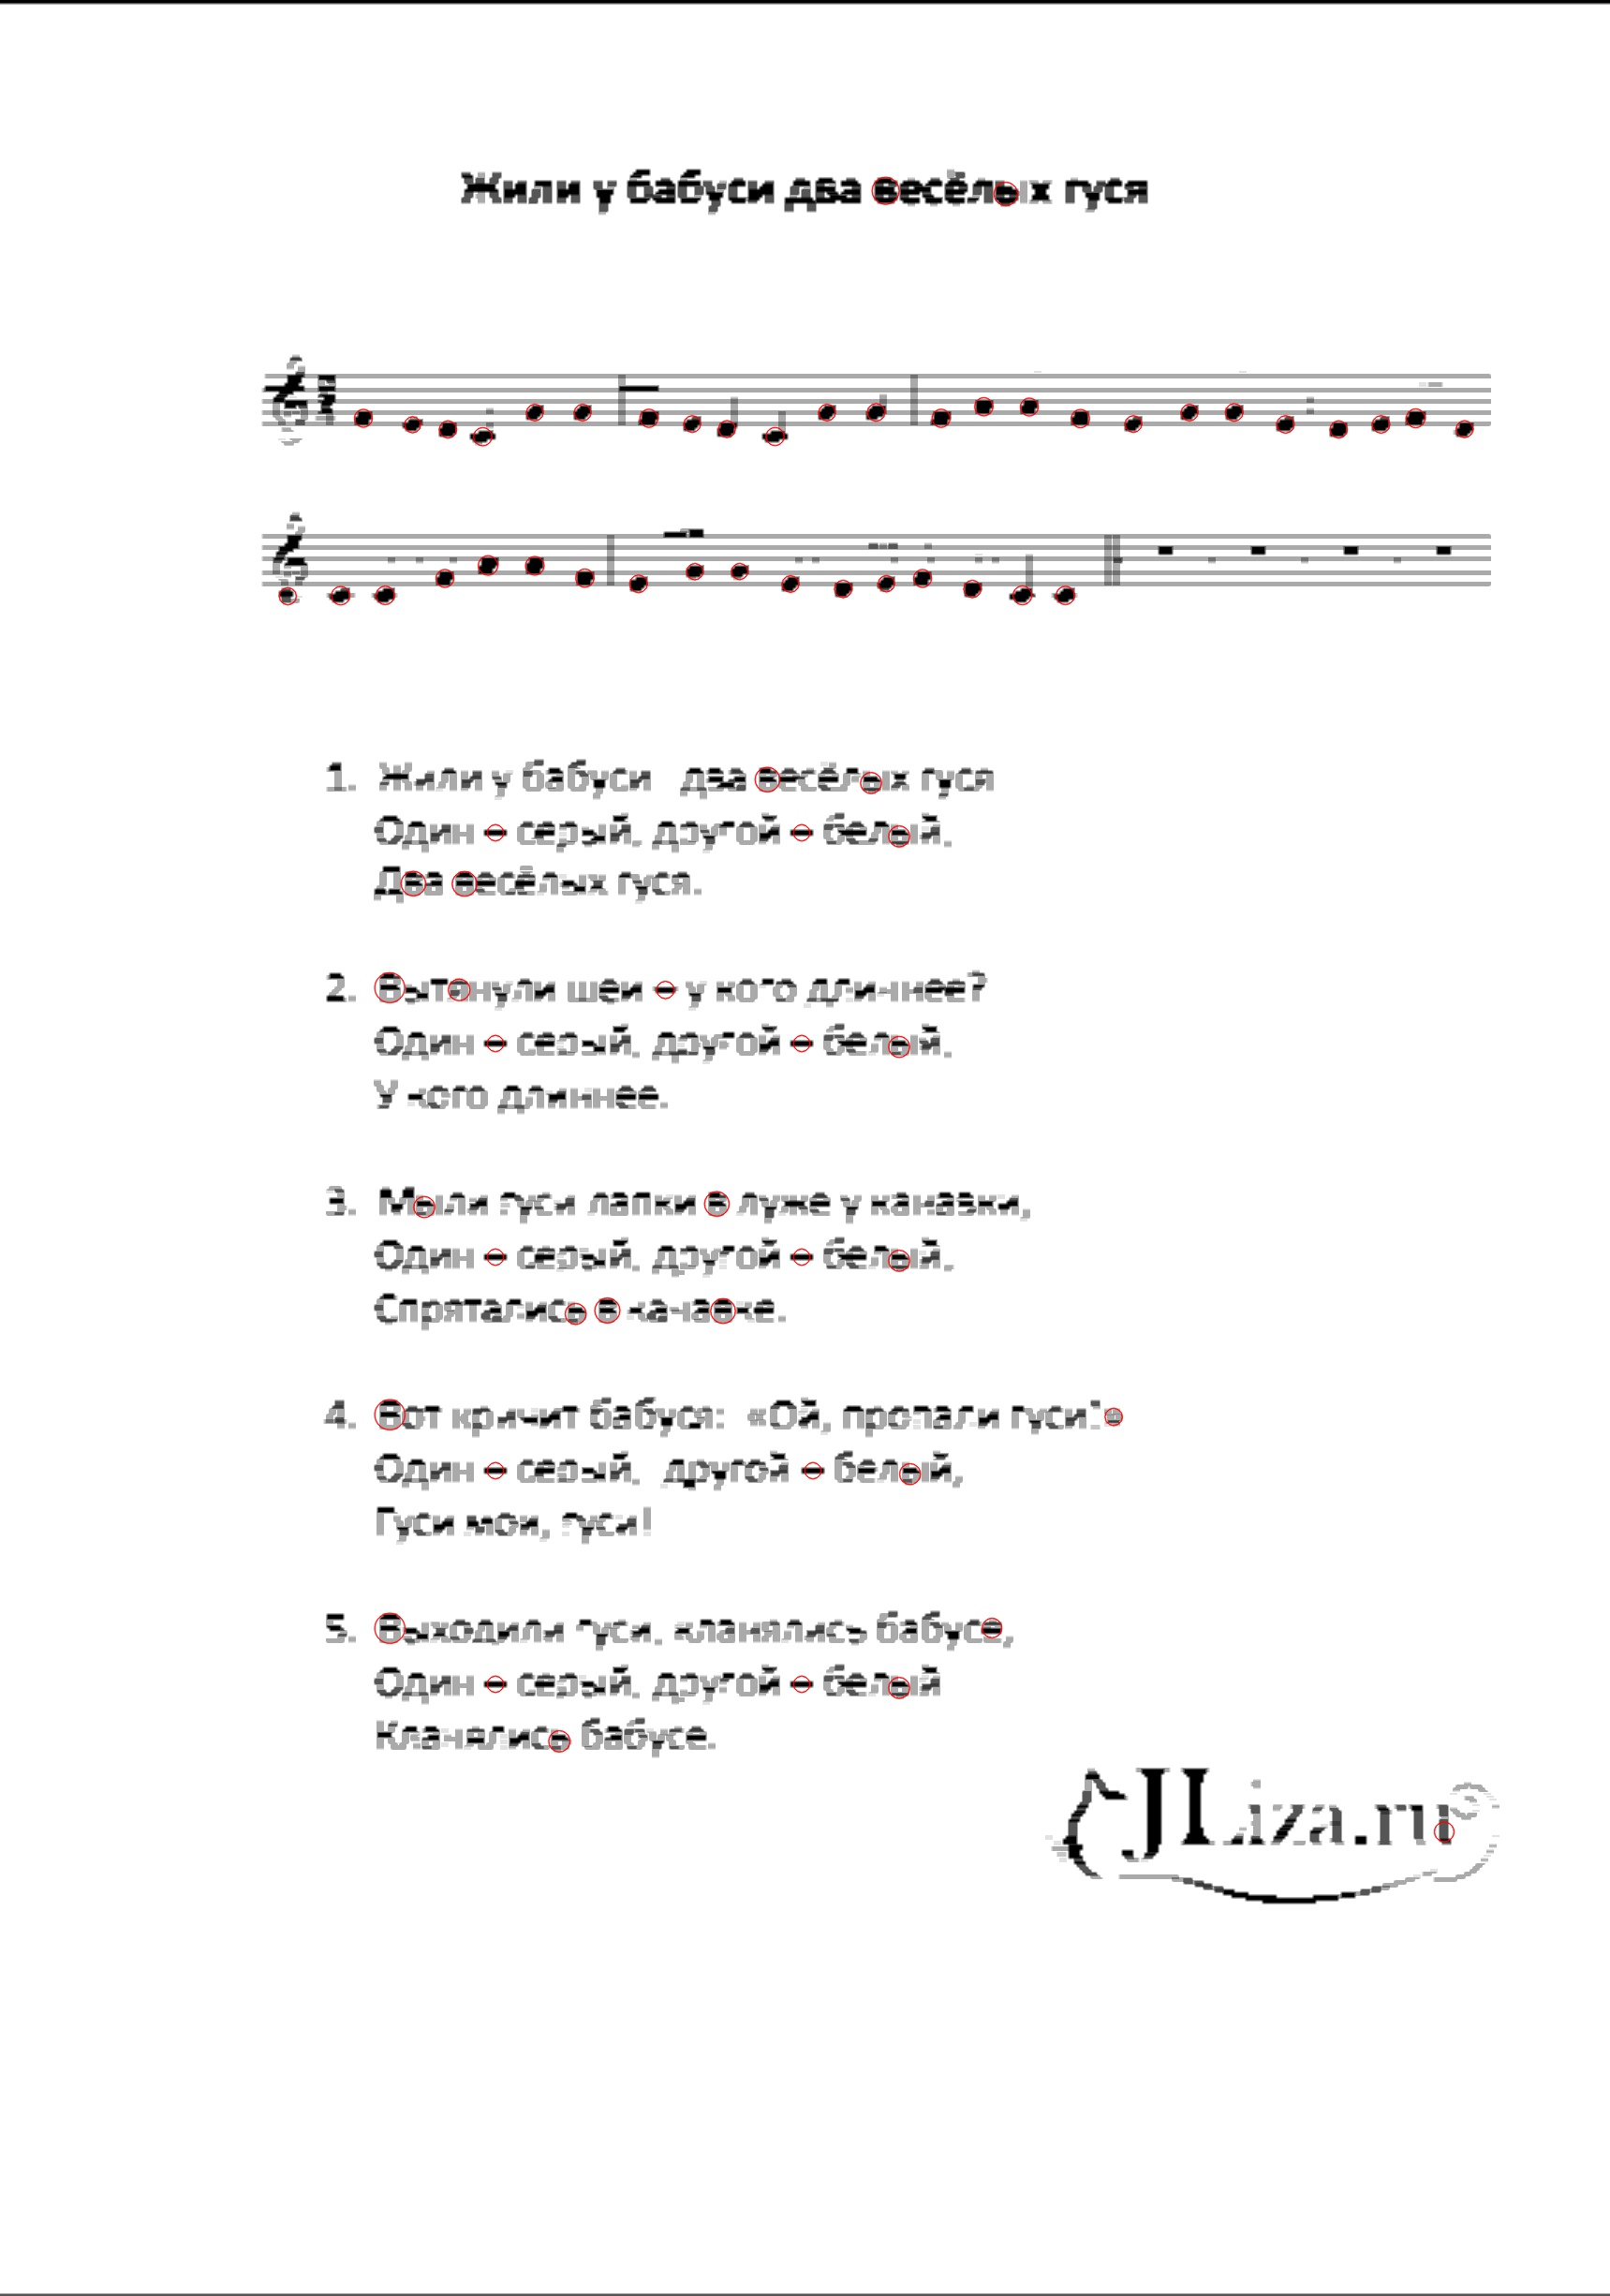 Жили у бабуси два весёлых гуся
1. Жили у бабуси два весёлых гуся
Один – серый, другой – белый,
Два весёлых гуся.
2. Вытянули шеи – у кого длиннее?
Один – серый, другой – белый,
У кого длиннее.
3. Мыли гуси лапки в луже у канавки,
Один – серый, другой – белый,
Спрятались в канавке.
4. Вот кричит бабуся: «Ой, пропали гуси!»
Один – серый, другой – белый,
Гуси мои, гуси!
5. Выходили гуси, кланялись бабусе,
Один – серый, другой – белый
Кланялись бабусе.
JLiza.ru